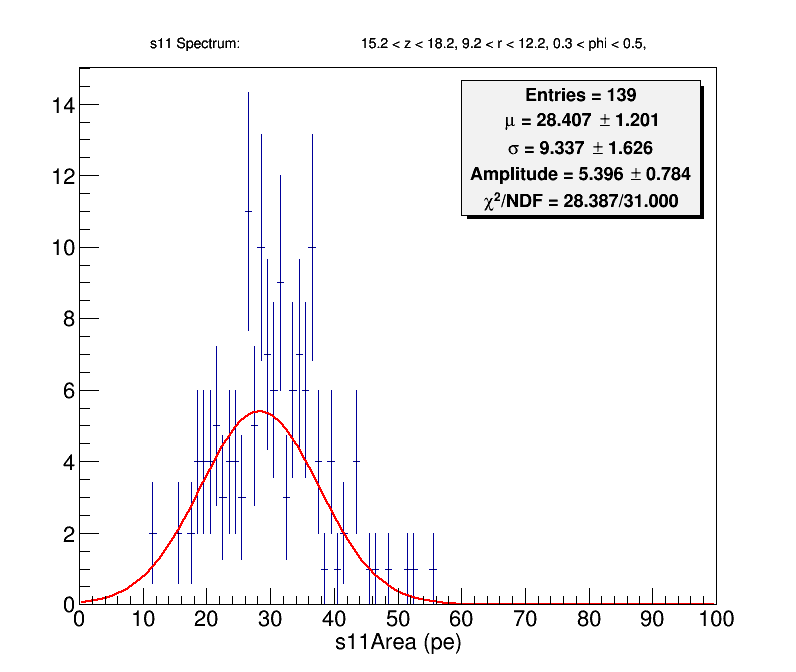 s11 Spectrum: 15.2 < z < 18.2, 9.2 < r < 12.2, 0.3 < phi < 0.5,
Entries = 139
μ = 28.407 ± 1.201
σ = 9.337 ± 1.626
Amplitude = 5.396 ± 0.784
χ²/NDF = 28.387/31.000
14
12
10
8
6
4
2
0
0 10 20 30 40 50 60 70 80 90 100
s11Area (pe)